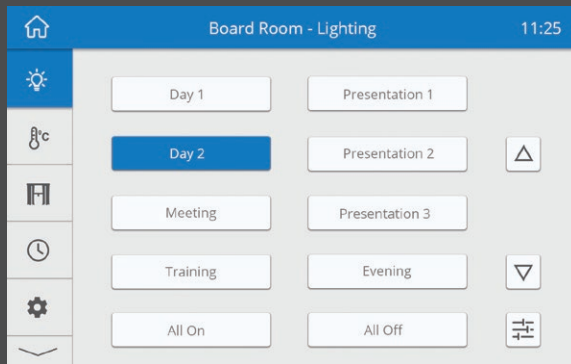 Board Room - Lighting
11:25
Day 1
Presentation 1
Day 2
Presentation 2
°C
Meeting
Presentation 3
Training
Evening
All On
All Off